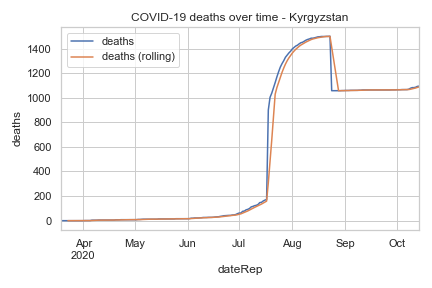 COVID-19 deaths over time - Kyrgyzstan
deaths
deaths (rolling)
1400
1200
1000
800
600
400
200
0
deaths
Apr
2020
May
Jun
Jul
Aug
Sep
Oct
dateRep